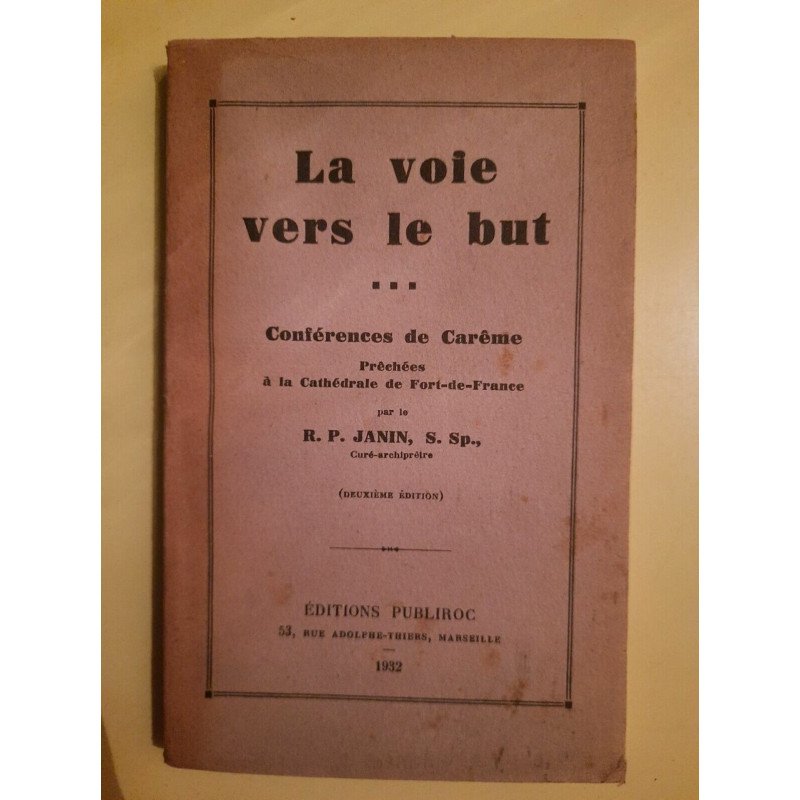 La voie
vers le but
Conférences de Carême
Prêchées
à la Cathédrale de Fort-de-France
par le
R. P. JANIN, S. Sp.,
Curé-archiprêtre
(DEUXIÈME ÉDITION)
ÉDITIONS PUBLIROC
53, RUE ADOLPHE-THIERS, MARSEILLE
1932